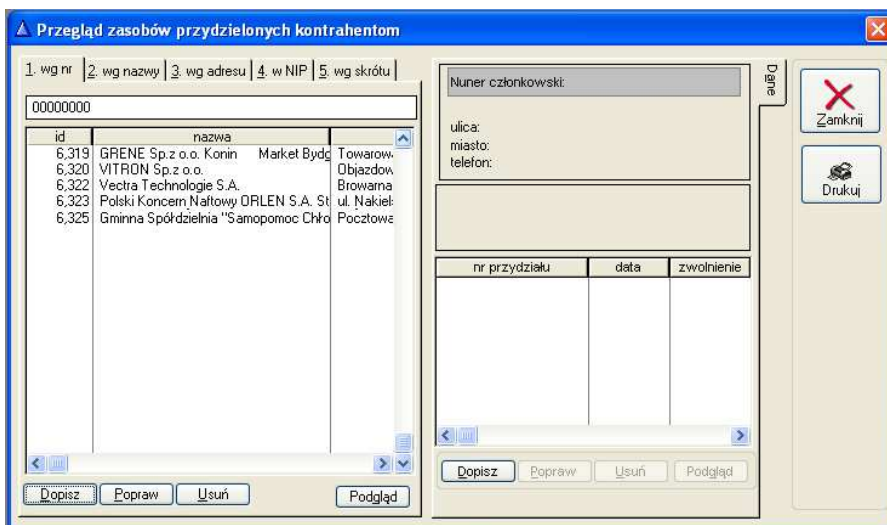 Przegląd zasobów przydzielonych kontrahentom
1. wg nr 2. wg nazwy 3. wg adresu 4. w NIP 5. wg skrótu
00000000
id nazwa
6,319 GRENE Sp.z o.o. Konin Market Bydg Towarowa
6,320 VITRON Sp.z o.o. Objazdow
6,322 Vectra Technologie S.A. Browarna
6,323 Polski Koncern Naftowy ORLEN S.A. St ul. Nakiels
6,325 Gminna Spółdzielnia "Samopomoc Chło Pocztowa
Dopisz Popraw Usuń Podgląd
Nuner członkowski:
ulica:
miasto:
telefon:
nr przydziału data zwolnienie
Dopisz Popraw Usuń Podgląd
Dane
Zamknij
Drukuj